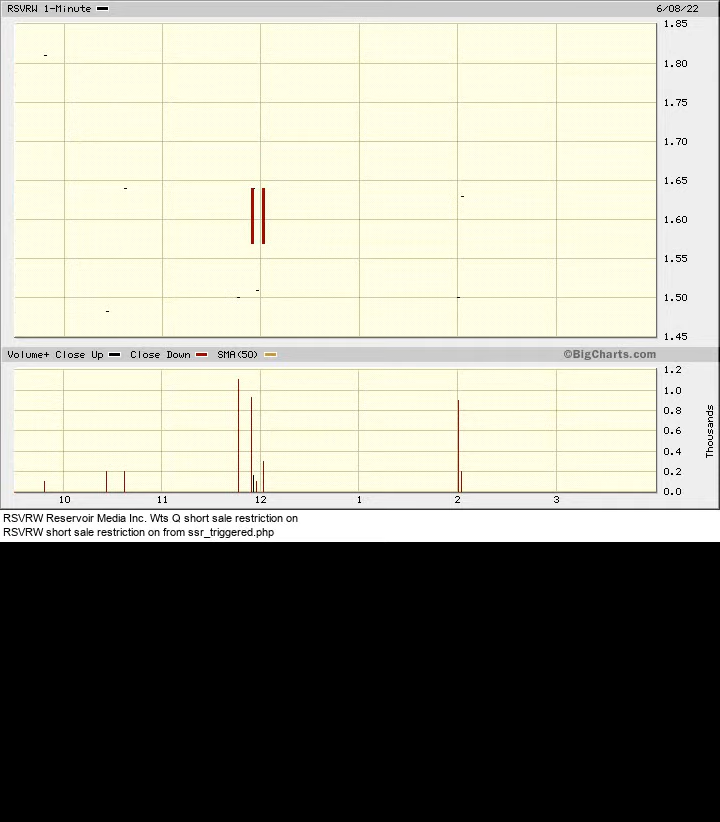 RSVRW 1-Minute 6/08/22
1.85
1.80
1.75
1.70
1.65
1.60
1.55
1.50
1.45
Volume+ Close Up Close Down SMA(50) ©BigCharts.com
1.2
1.0
0.8
0.6
0.4
0.2
0.0
Thousands
10 11 12 1 2 3
RSVRW Reservoir Media Inc. Wts Q short sale restriction on
RSVRW short sale restriction on from ssr_triggered.php